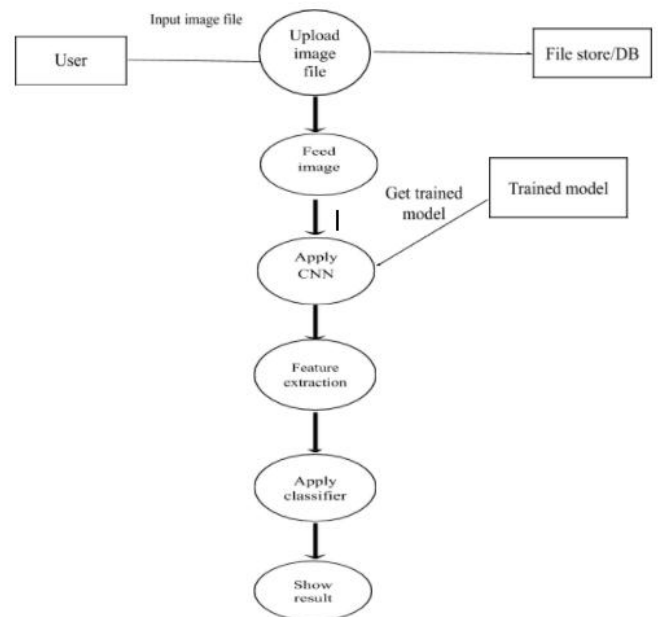 Input image file
User
Upload
image
file
File store/DB
Feed
image
Get trained
model
Trained model
Apply
CNN
Feature
extraction
Apply
classifier
Show
result